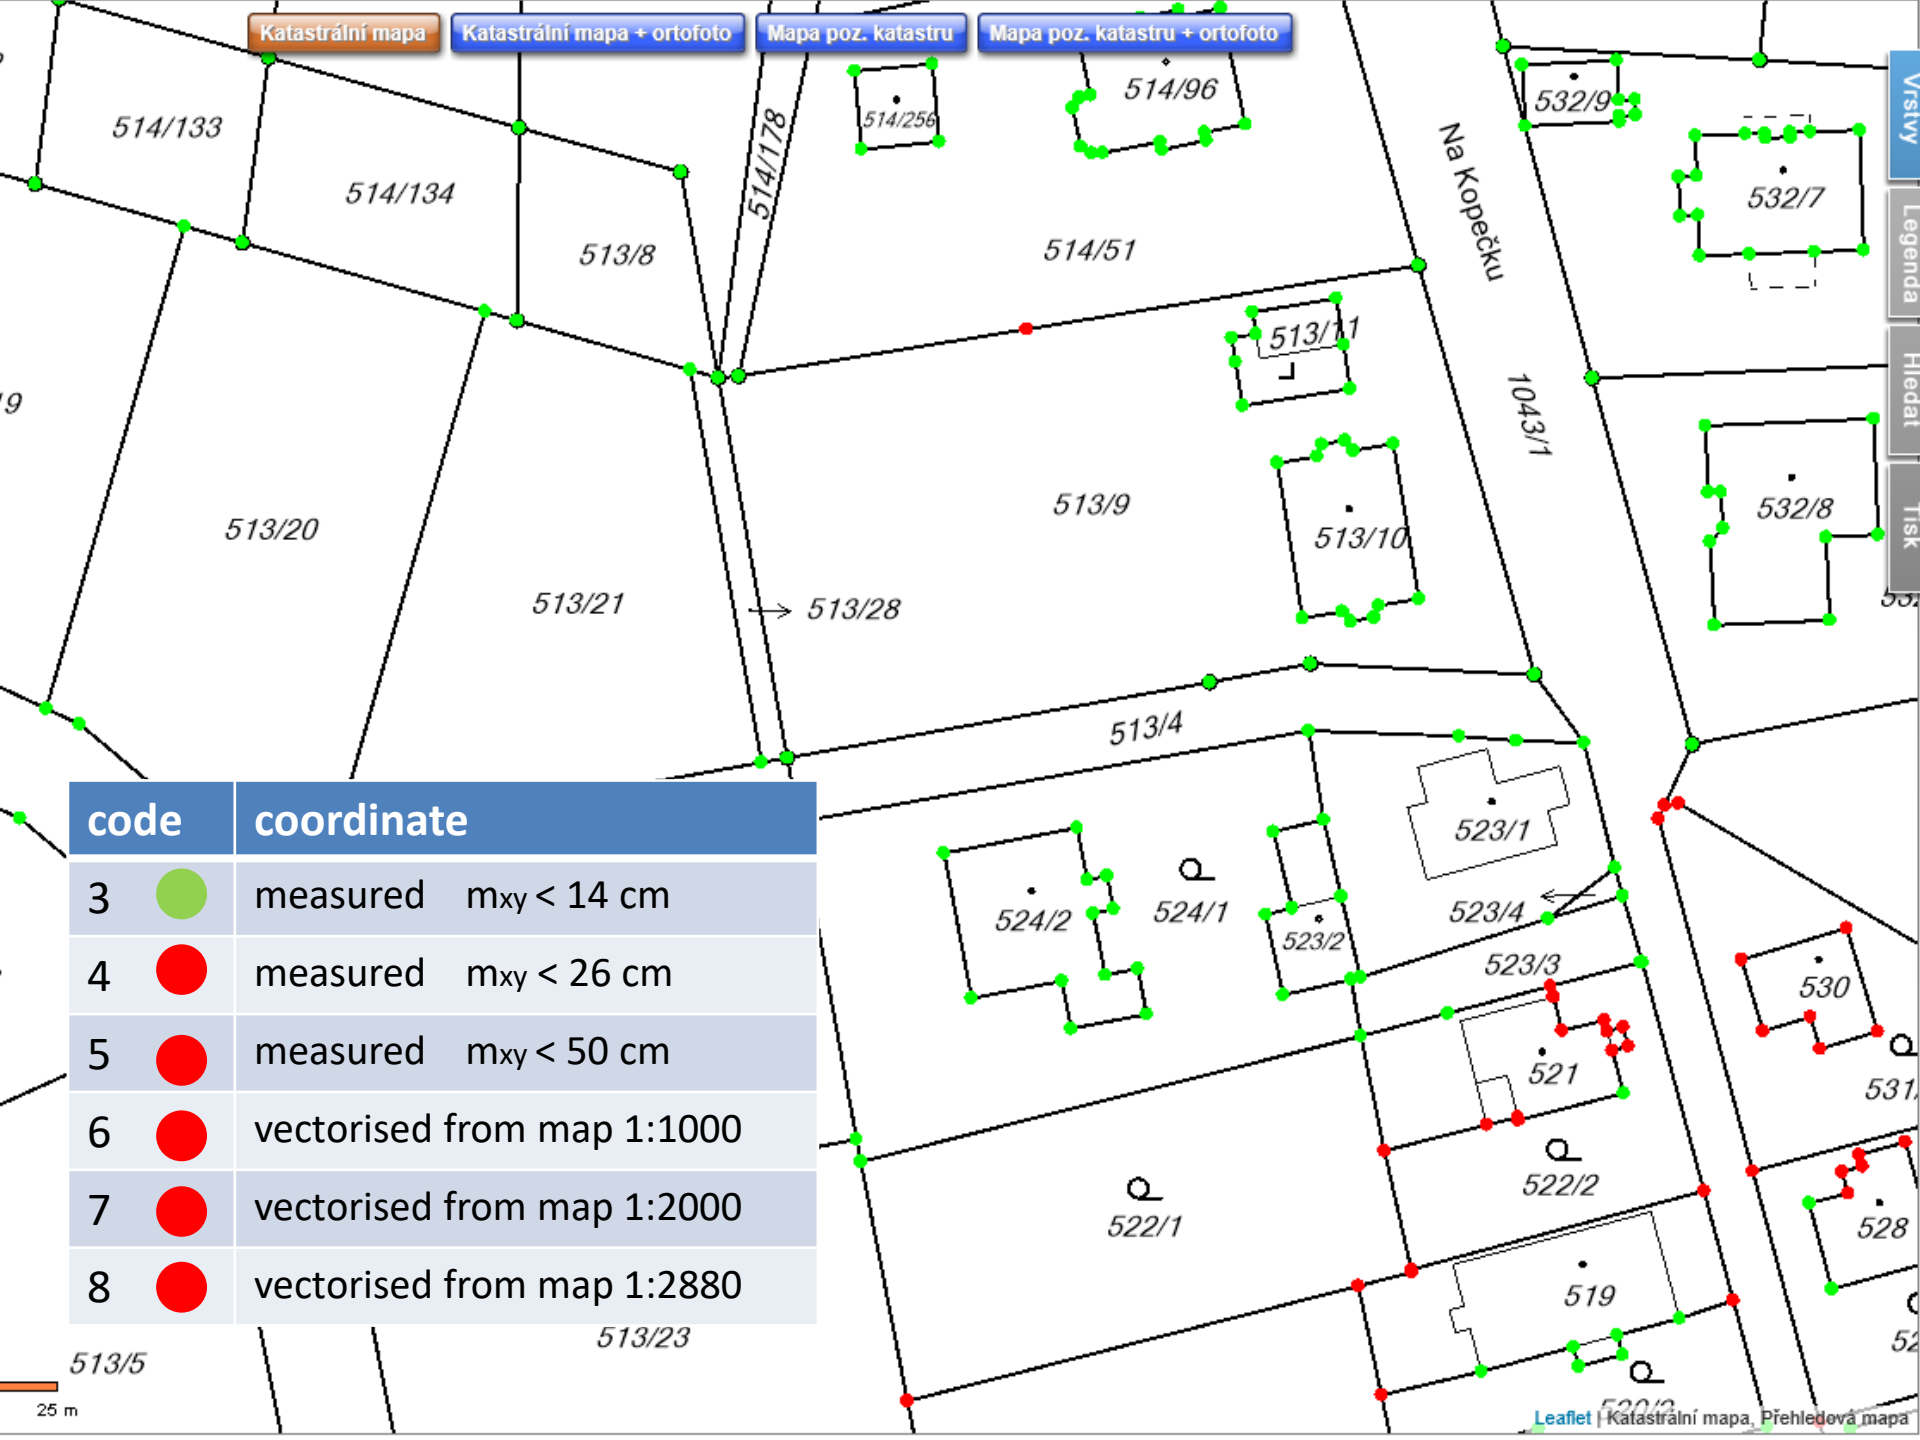 Katastrální mapa
Katastrální mapa + ortofoto
Mapa poz. katastru
Mapa poz. katastru + ortofoto
Vrstvy
Legenda
Hledat
Tisk
514/133
514/134
513/8
514/178
514/256
514/96
514/51
Na Kopečku
1043/1
532/9
532/7
532/8
513/11
513/9
513/10
513/20
513/21
513/28
513/4
523/1
523/4
523/2
523/3
524/2
524/1
521
522/2
522/1
519
530
528
513/23
513/5
code coordinate
3 measured mxy < 14 cm
4 measured mxy < 26 cm
5 measured mxy < 50 cm
6 vectorised from map 1:1000
7 vectorised from map 1:2000
8 vectorised from map 1:2880
25 m
Leaflet | Katastrální mapa, Přehledová mapa